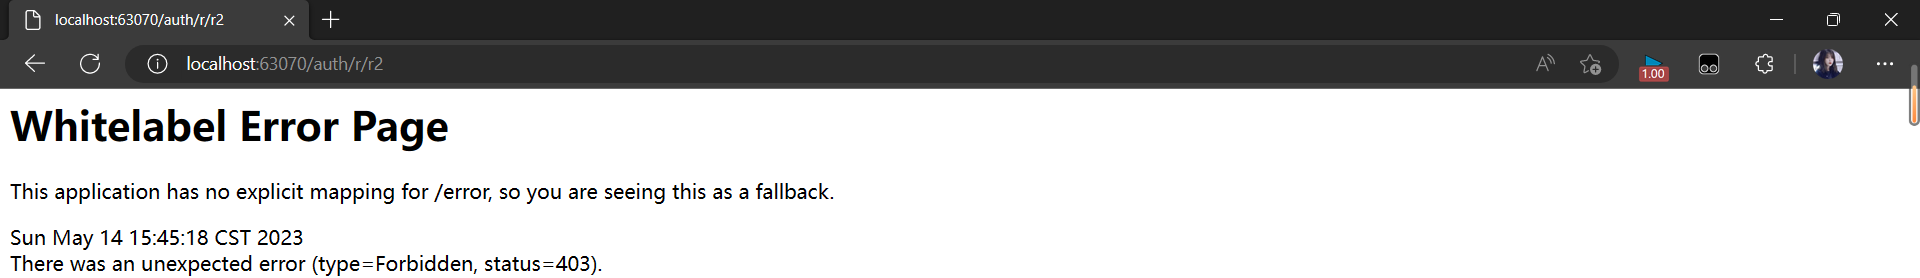 localhost:63070/auth/r/r2
localhost:63070/auth/r/r2
1.00
Whitelabel Error Page
This application has no explicit mapping for /error, so you are seeing this as a fallback.
Sun May 14 15:45:18 CST 2023
There was an unexpected error (type=Forbidden, status=403).